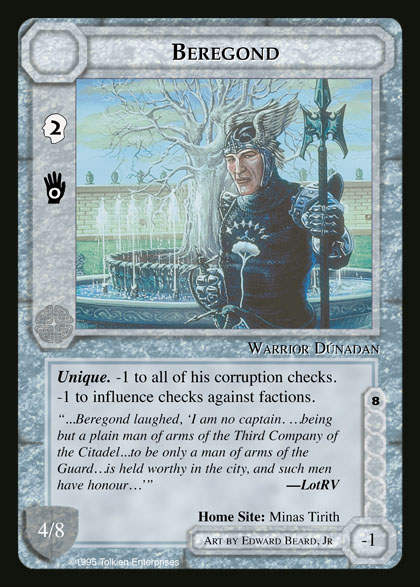 BEREGOND
2
WARRIOR DÚNADAN
Unique. -1 to all of his corruption checks.
-1 to influence checks against factions.
8
“...Beregond laughed, ‘I am no captain. …being
but a plain man of arms of the Third Company of
the Citadel...to be only a man of arms of the
Guard…is held worthy in the city, and such men
have honour…’” —LotRV
Home Site: Minas Tirith
4/8
ART BY EDWARD BEARD, JR
-1
©1995 Tolkien Enterprises